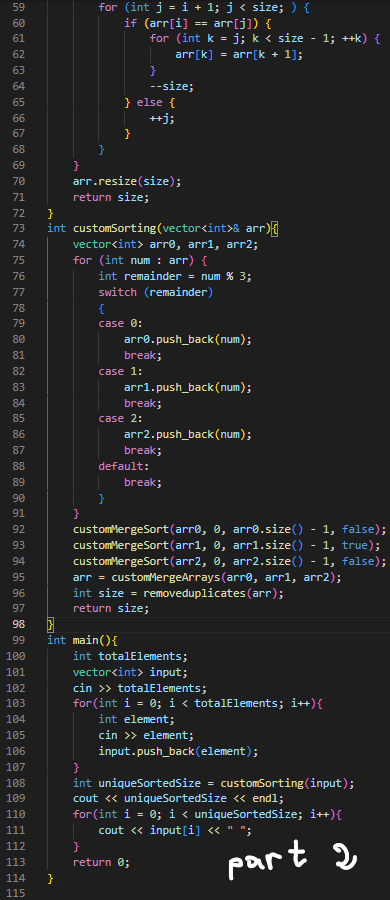 59 for (int j = i + 1; j < size; ) {
60 if (arr[i] == arr[j]) {
61 for (int k = j; k < size - 1; ++k) {
62 arr[k] = arr[k + 1];
63 }
64 --size;
65 } else {
66 ++j;
67 }
68 }
69 }
70 arr.resize(size);
71 return size;
72 }
73 int customSorting(vector<int>& arr){
74 vector<int> arr0, arr1, arr2;
75 for (int num : arr) {
76 int remainder = num % 3;
77 switch (remainder)
78 {
79 case 0:
80 arr0.push_back(num);
81 break;
82 case 1:
83 arr1.push_back(num);
84 break;
85 case 2:
86 arr2.push_back(num);
87 break;
88 default:
89 break;
90 }
91 }
92 customMergeSort(arr0, 0, arr0.size() - 1, false);
93 customMergeSort(arr1, 0, arr1.size() - 1, true);
94 customMergeSort(arr2, 0, arr2.size() - 1, false);
95 arr = customMergeArrays(arr0, arr1, arr2);
96 int size = removeduplicates(arr);
97 return size;
98 }
99 int main(){
100 int totalElements;
101 vector<int> input;
102 cin >> totalElements;
103 for(int i = 0; i < totalElements; i++){
104 int element;
105 cin >> element;
106 input.push_back(element);
107 }
108 int uniqueSortedSize = customSorting(input);
109 cout << uniqueSortedSize << endl;
110 for(int i = 0; i < uniqueSortedSize; i++){
111 cout << input[i] << " ";
112 }
113 return 0;
114 }
115
part 2